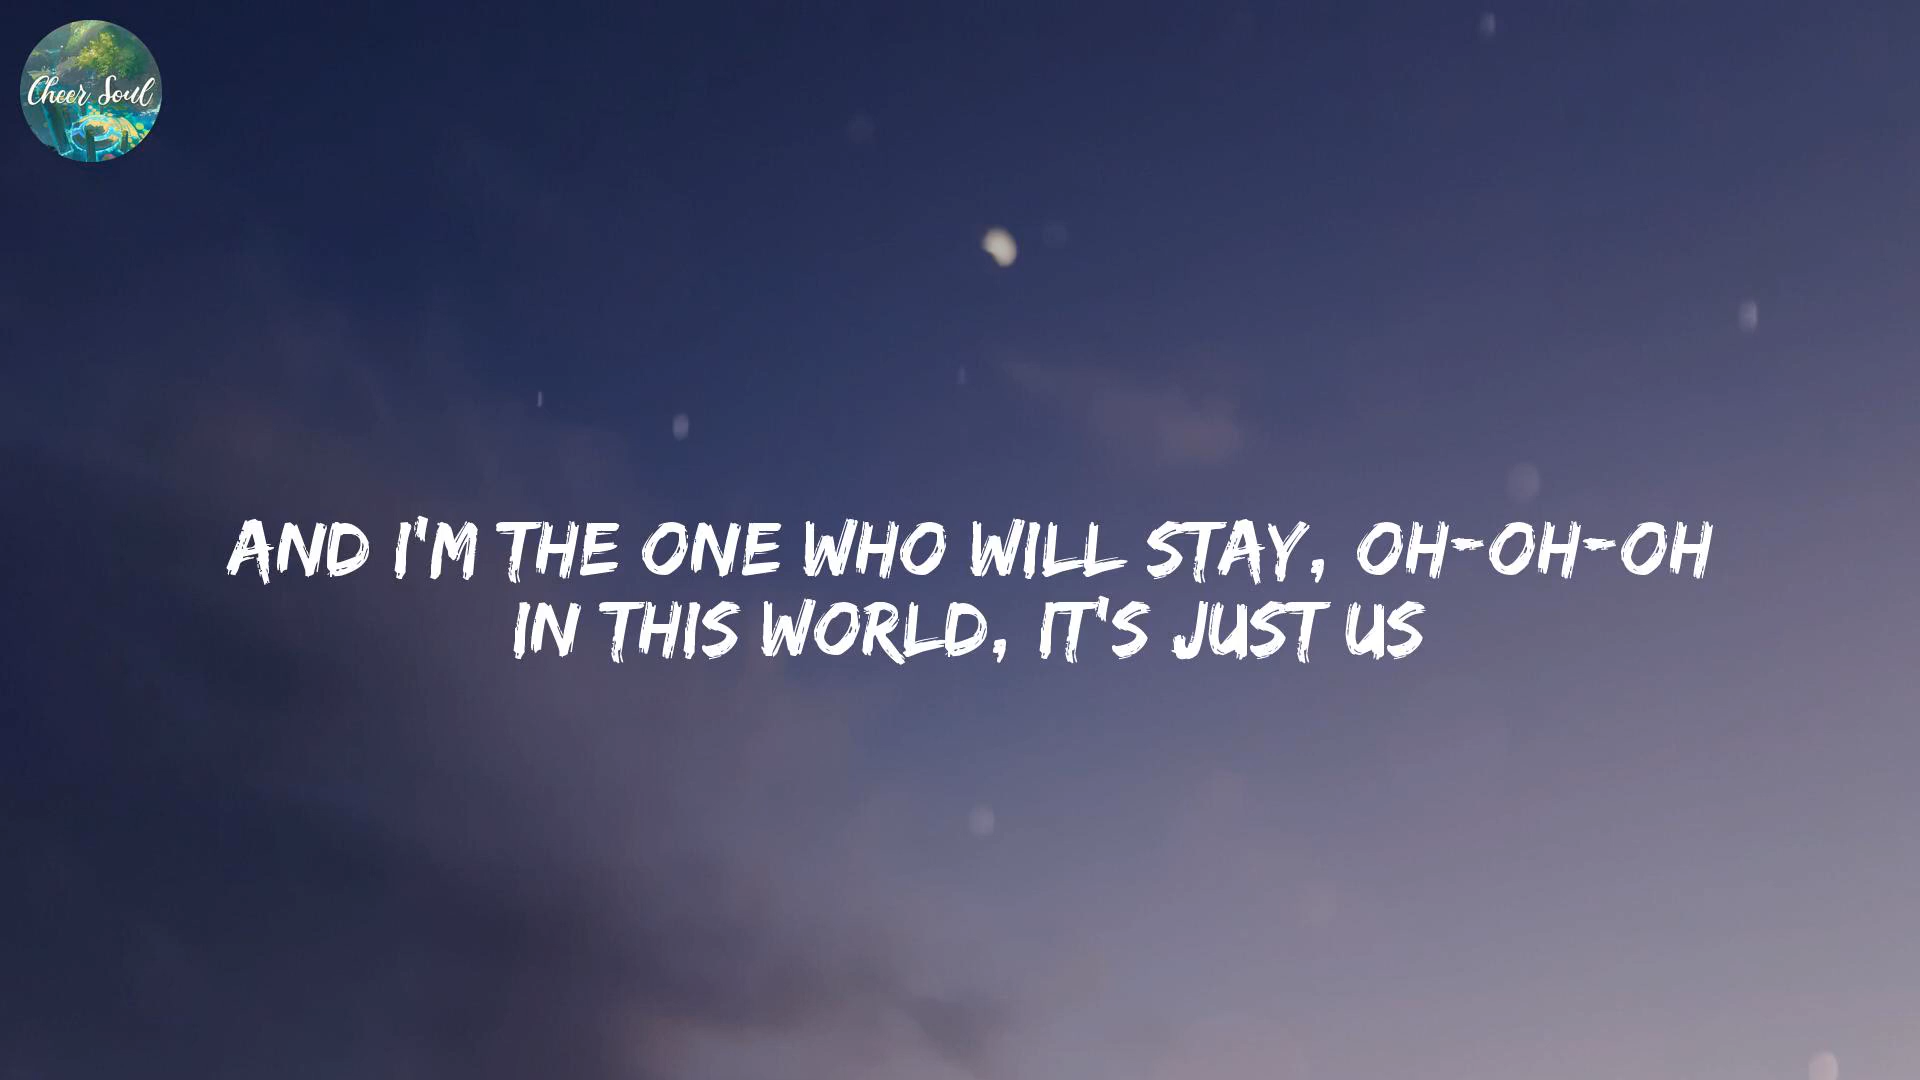 Cheer Soul
AND I'M THE ONE WHO WILL STAY, OH-OH-OH
IN THIS WORLD, IT'S JUST US